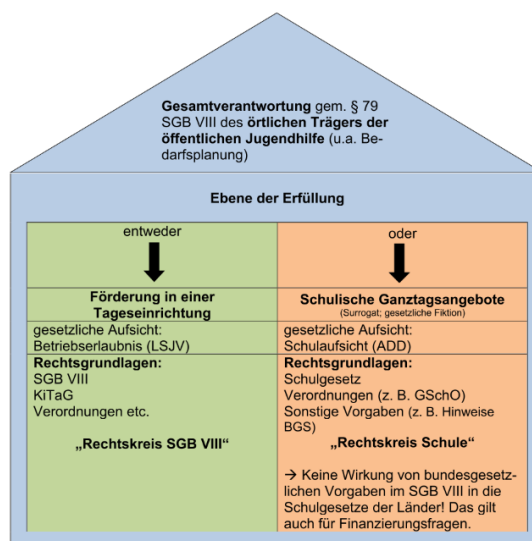 Gesamtverantwortung gem. § 79
SGB VIII des örtlichen Trägers der
öffentlichen Jugendhilfe (u.a. Be-
darfsplanung)
Ebene der Erfüllung
entweder
Förderung in einer
Tageseinrichtung
gesetzliche Aufsicht:
Betriebserlaubnis (LSJV)
Rechtsgrundlagen:
SGB VIII
KiTaG
Verordnungen etc.
„Rechtskreis SGB VIII“
oder
Schulische Ganztagsangebote
(Surrogat; gesetzliche Fiktion)
gesetzliche Aufsicht:
Schulaufsicht (ADD)
Rechtsgrundlagen:
Schulgesetz
Verordnungen (z. B. GSchO)
Sonstige Vorgaben (z. B. Hinweise
BGS)
„Rechtskreis Schule“
→ Keine Wirkung von bundesgesetz-
lichen Vorgaben im SGB VIII in die
Schulgesetze der Länder! Das gilt
auch für Finanzierungsfragen.